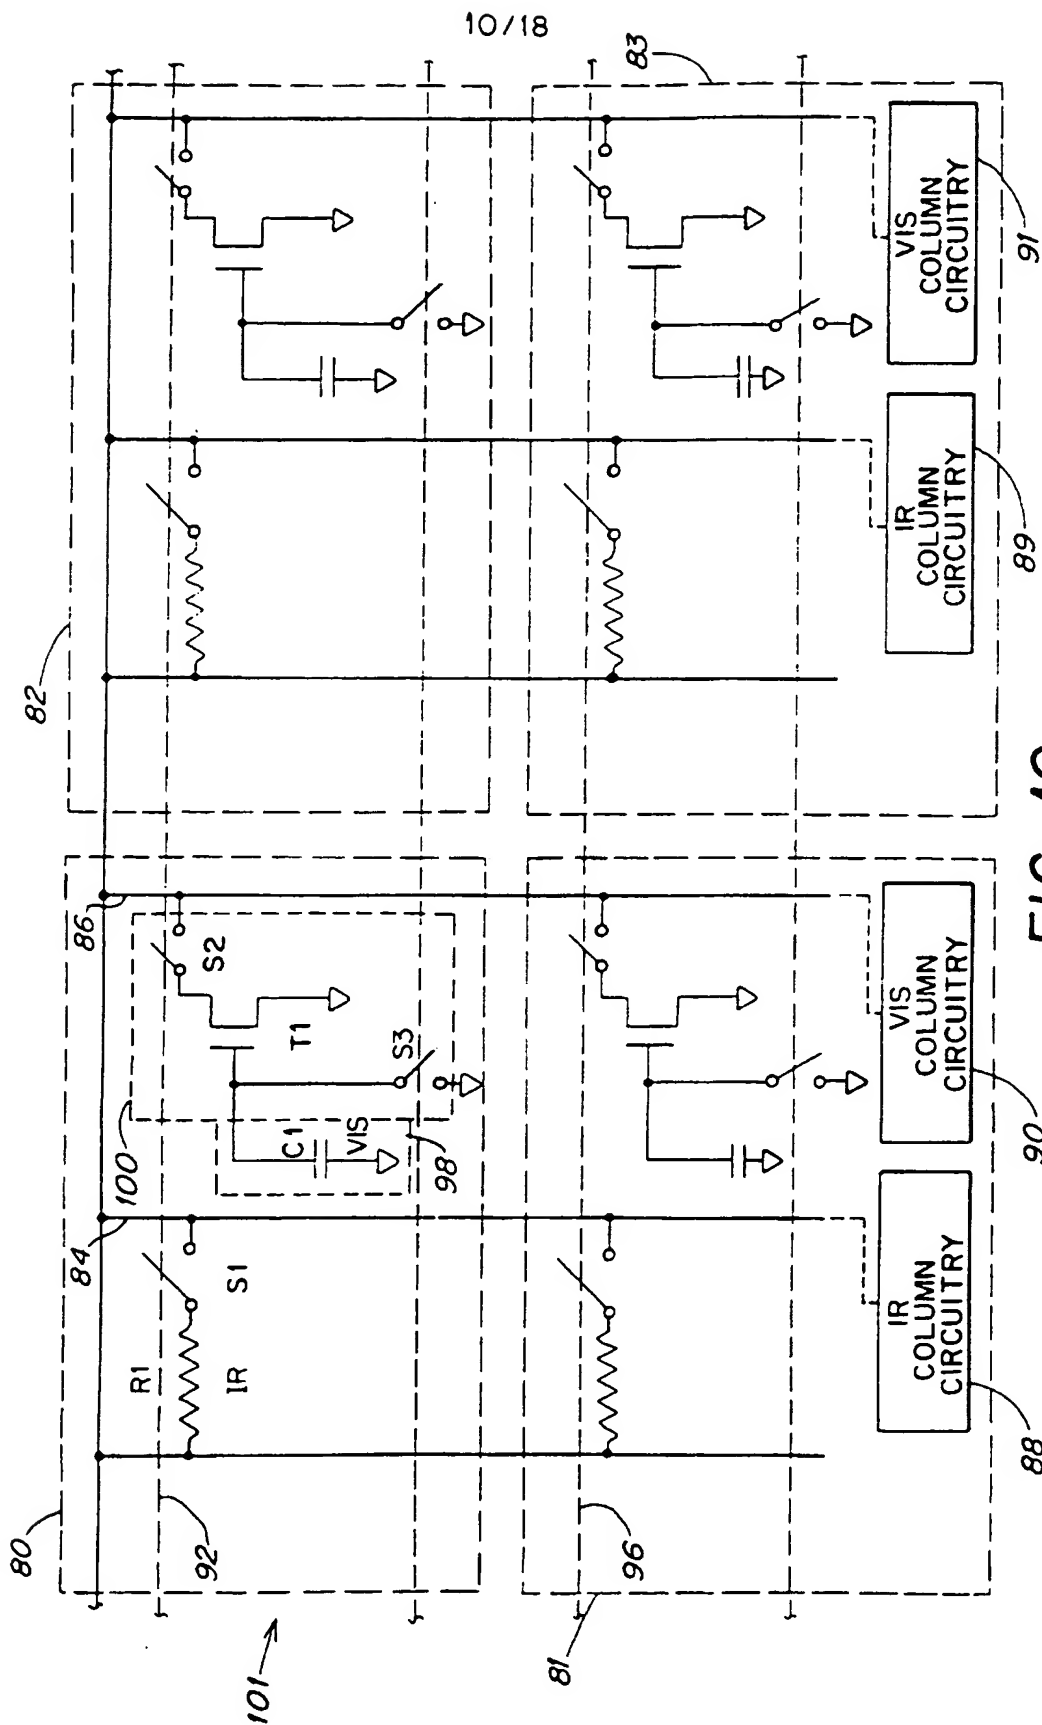 10/18
80
84
86
82
R1
S1
IR
100
C1
VIS
S2
T1
S3
92
98
101
96
81
83
IR
COLUMN
CIRCUITRY
VIS
COLUMN
CIRCUITRY
IR
COLUMN
CIRCUITRY
VIS
COLUMN
CIRCUITRY
88
90
89
91
FIG.